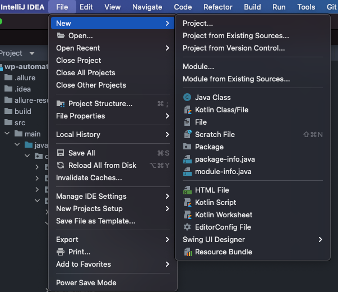 IntelliJ IDEA File Edit View Navigate Code Refactor Build Run Tools Git
Project
wp-automat
.allure
.idea
allure-res
build
src
main
java
New
Open...
Open Recent
Close Project
Close All Projects
Close Other Projects
Project Structure... ⌘ ;
File Properties
Local History
Save All ⌘S
Reload All from Disk ⌥⌘Y
Invalidate Caches...
Manage IDE Settings
New Projects Setup
Save File as Template...
Export
Print...
Add to Favorites
Power Save Mode
Project...
Project from Existing Sources...
Project from Version Control...
Module...
Module from Existing Sources...
Java Class
Kotlin Class/File
File
Scratch File ⇧⌘N
Package
package-info.java
module-info.java
HTML File
Kotlin Script
Kotlin Worksheet
EditorConfig File
Swing UI Designer
Resource Bundle